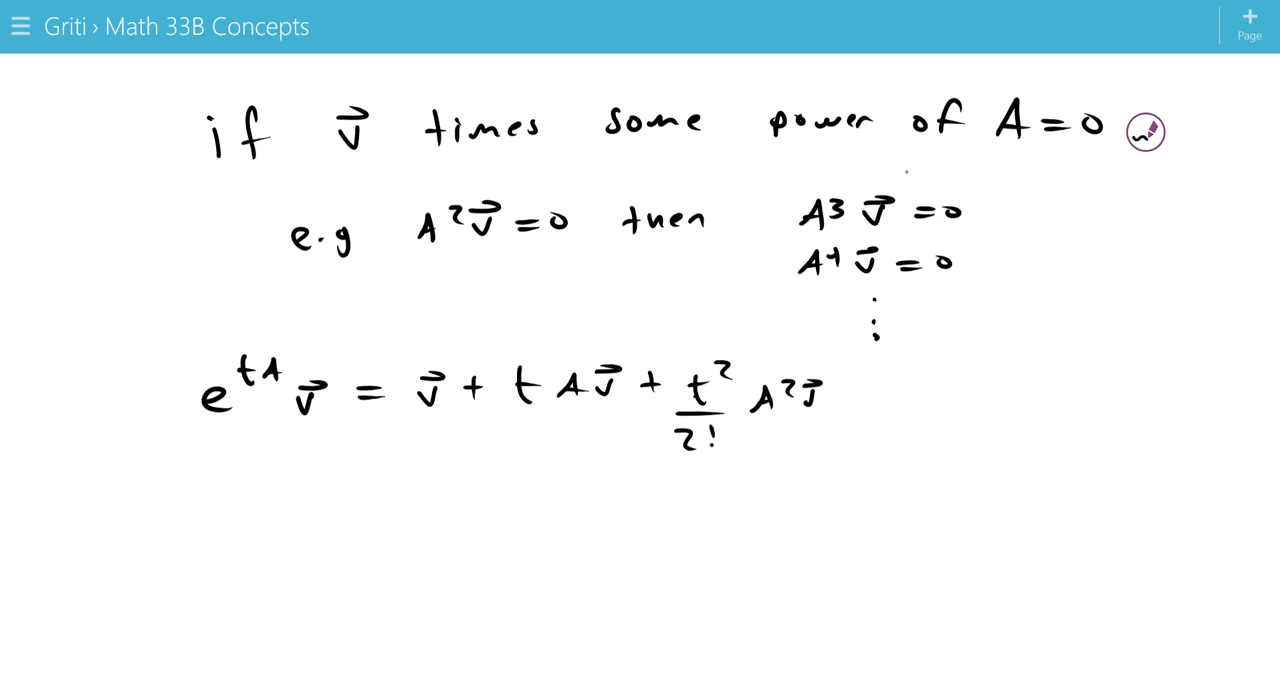 Griti › Math 33B Concepts
Page
if v⃗ times some power of A = 0
e.g A²v⃗ = 0 then A³v⃗ = 0
A⁴v⃗ = 0
⋮
e^{tA} v⃗ = v⃗ + t A v⃗ + t²/2! A²v⃗